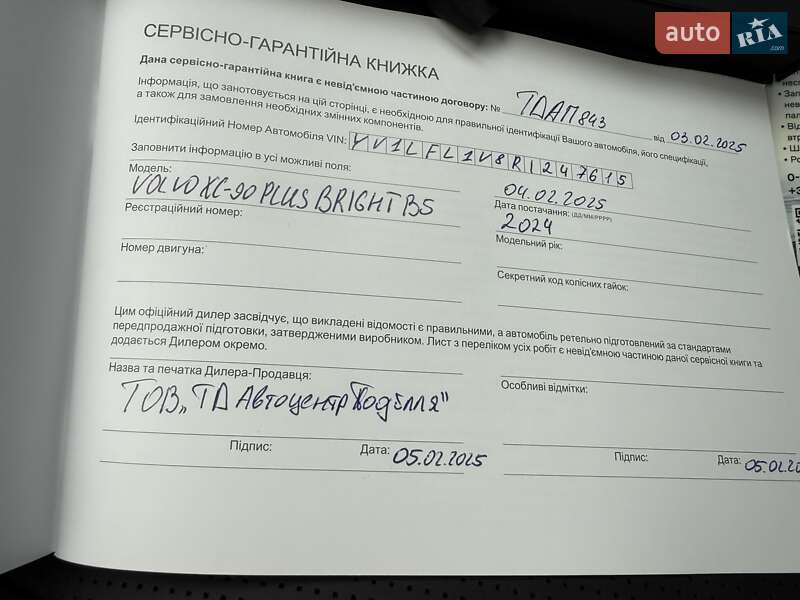 auto RIA.com
СЕРВІСНО-ГАРАНТІЙНА КНИЖКА
Дана сервісно-гарантійна книга є невід'ємною частиною договору: № ТДАП843 від 03.02.2025
Інформація, що занотовується на цій сторінці, є необхідною для правильної ідентифікації Вашого автомобіля, його специфікації,
а також для замовлення необхідних змінних компонентів.
Ідентифікаційний Номер Автомобіля VIN: YV1LFL1V8R1247615
Заповнити інформацію в усі можливі поля:
Модель: 04.02.2025
VOLVO XC-90 PLUS BRIGHT B5 Дата постачання: (ДД/ММ/РРРР)
Реєстраційний номер: 2024
Модельний рік:
Номер двигуна:
Секретний код колісних гайок:
Цим офіційний дилер засвідчує, що викладені відомості є правильними, а автомобіль ретельно підготовлений за стандартами
передпродажної підготовки, затвердженими виробником. Лист з переліком усіх робіт є невід'ємною частиною даної сервісної книги та
додається Дилером окремо.
Назва та печатка Дилера-Продавця: Особливі відмітки:
ТОВ „ТД Автоцентр Поділля"
Підпис: Дата: 05.02.2025 Підпис: Дата: 05.02.20